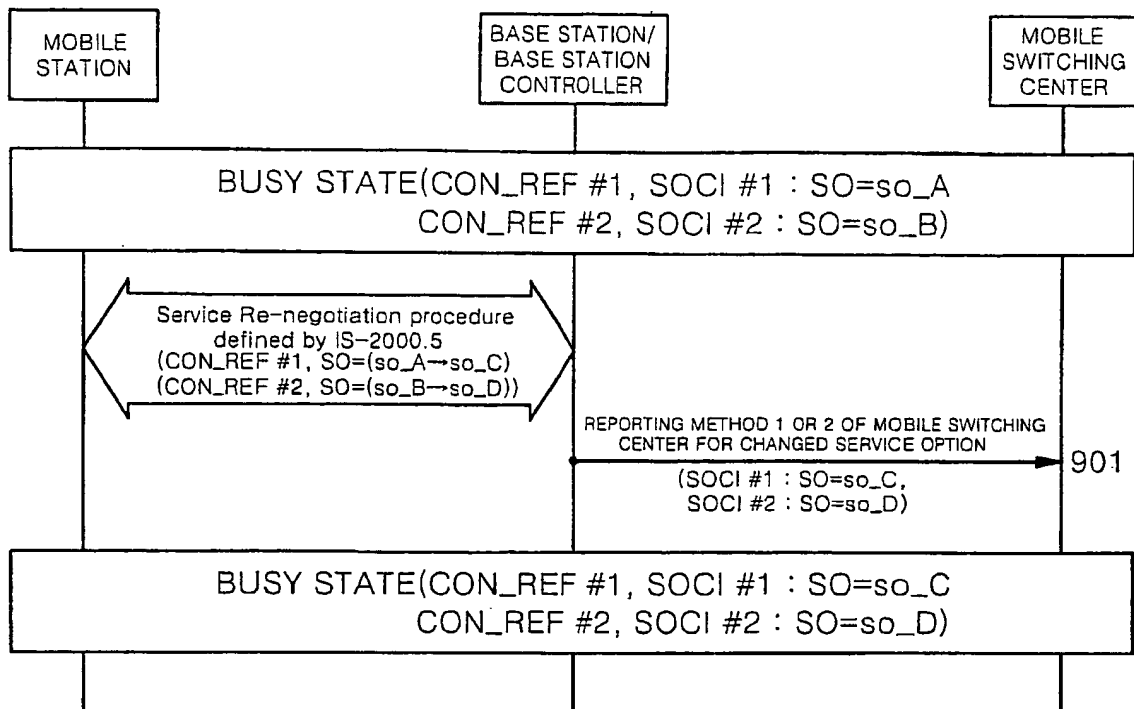 MOBILE
STATION
BASE STATION/
BASE STATION
CONTROLLER
MOBILE
SWITCHING
CENTER
BUSY STATE(CON_REF #1, SOCI #1 : SO=so_A
CON_REF #2, SOCI #2 : SO=so_B)
Service Re-negotiation procedure
defined by IS-2000.5
(CON_REF #1, SO=(so_A→so_C)
(CON_REF #2, SO=(so_B→so_D))
REPORTING METHOD 1 OR 2 OF MOBILE SWITCHING
CENTER FOR CHANGED SERVICE OPTION
901
(SOCI #1 : SO=so_C,
SOCI #2 : SO=so_D)
BUSY STATE(CON_REF #1, SOCI #1 : SO=so_C
CON_REF #2, SOCI #2 : SO=so_D)